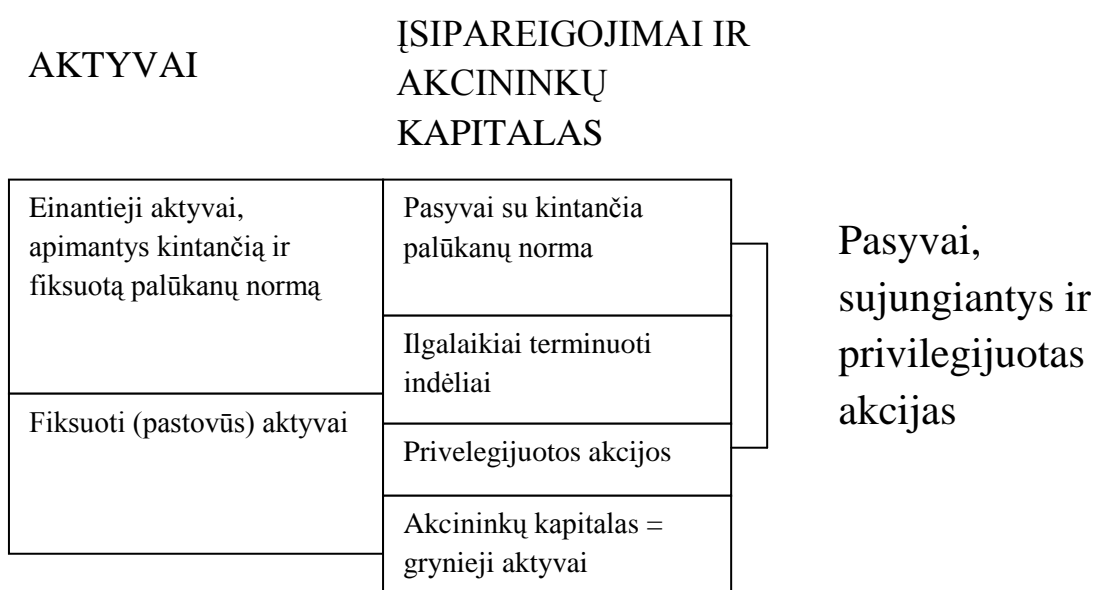 AKTYVAI
ĮSIPAREIGOJIMAI IR
AKCININKŲ
KAPITALAS
Einantieji aktyvai,
apimantys kintančią ir
fiksuotą palūkanų normą
Fiksuoti (pastovūs) aktyvai
Pasyvai su kintančia
palūkanų norma
Ilgalaikiai terminuoti
indėliai
Privelegijuotos akcijos
Akcininkų kapitalas =
grynieji aktyvai
Pasyvai,
sujungiantys ir
privilegijuotas
akcijas